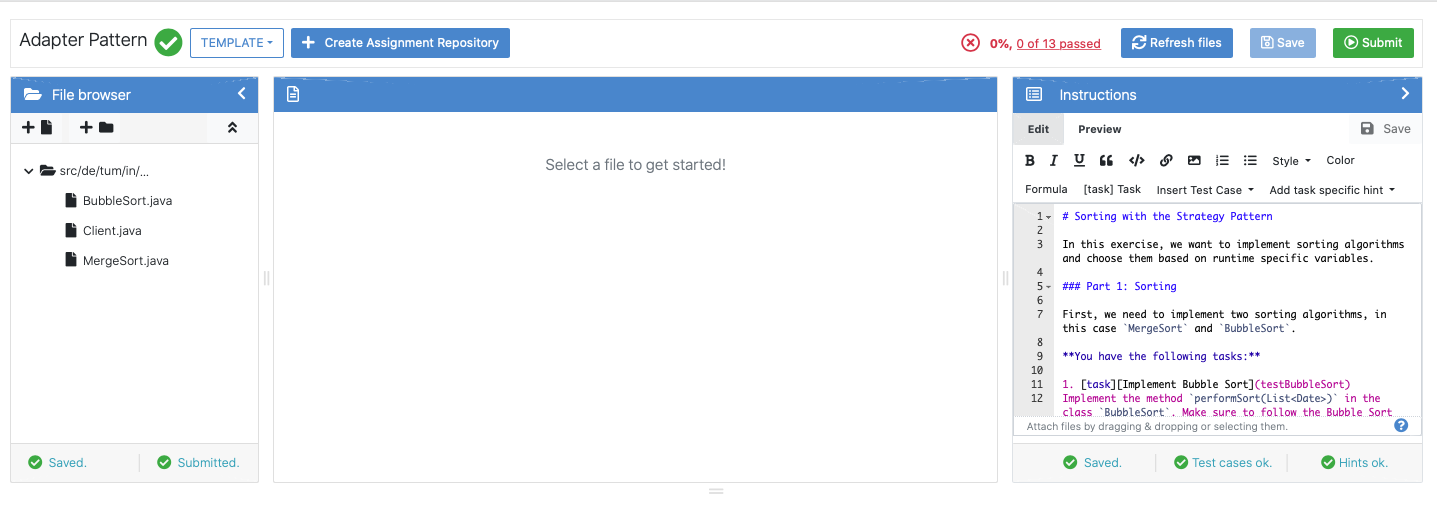 Adapter Pattern TEMPLATE Create Assignment Repository 0%, 0 of 13 passed Refresh files Save Submit
File browser
src/de/tum/in/...
BubbleSort.java
Client.java
MergeSort.java
Saved. Submitted.
Select a file to get started!
Instructions
Edit Preview Save
Style Color
Formula [task] Task Insert Test Case Add task specific hint
1 # Sorting with the Strategy Pattern
2
3 In this exercise, we want to implement sorting algorithms
and choose them based on runtime specific variables.
4
5 ### Part 1: Sorting
6
7 First, we need to implement two sorting algorithms, in
this case `MergeSort` and `BubbleSort`.
8
9 **You have the following tasks:**
10
11 1. [task][Implement Bubble Sort](testBubbleSort)
12 Implement the method `performSort(List<Date>)` in the
class `BubbleSort`. Make sure to follow the Bubble Sort
Attach files by dragging & dropping or selecting them.
Saved. Test cases ok. Hints ok.